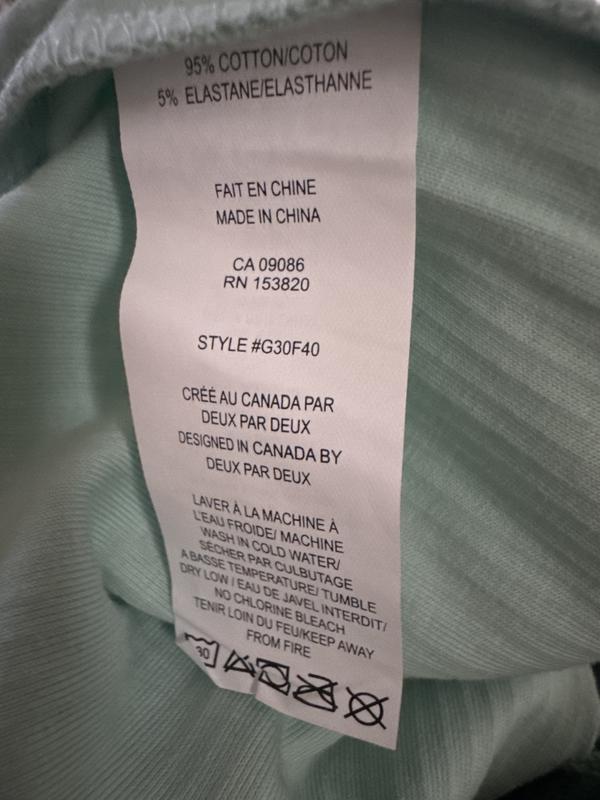 95% COTTON/COTON
5% ELASTANE/ELASTHANNE
FAIT EN CHINE
MADE IN CHINA
CA 09086
RN 153820
STYLE #G30F40
CRÉÉ AU CANADA PAR
DEUX PAR DEUX
DESIGNED IN CANADA BY
DEUX PAR DEUX
LAVER À LA MACHINE À
L'EAU FROIDE/ MACHINE
WASH IN COLD WATER/
SÉCHER PAR CULBUTAGE
A BASSE TEMPERATURE/ TUMBLE
DRY LOW / EAU DE JAVEL INTERDIT/
NO CHLORINE BLEACH
TENIR LOIN DU FEU/KEEP AWAY
FROM FIRE
30